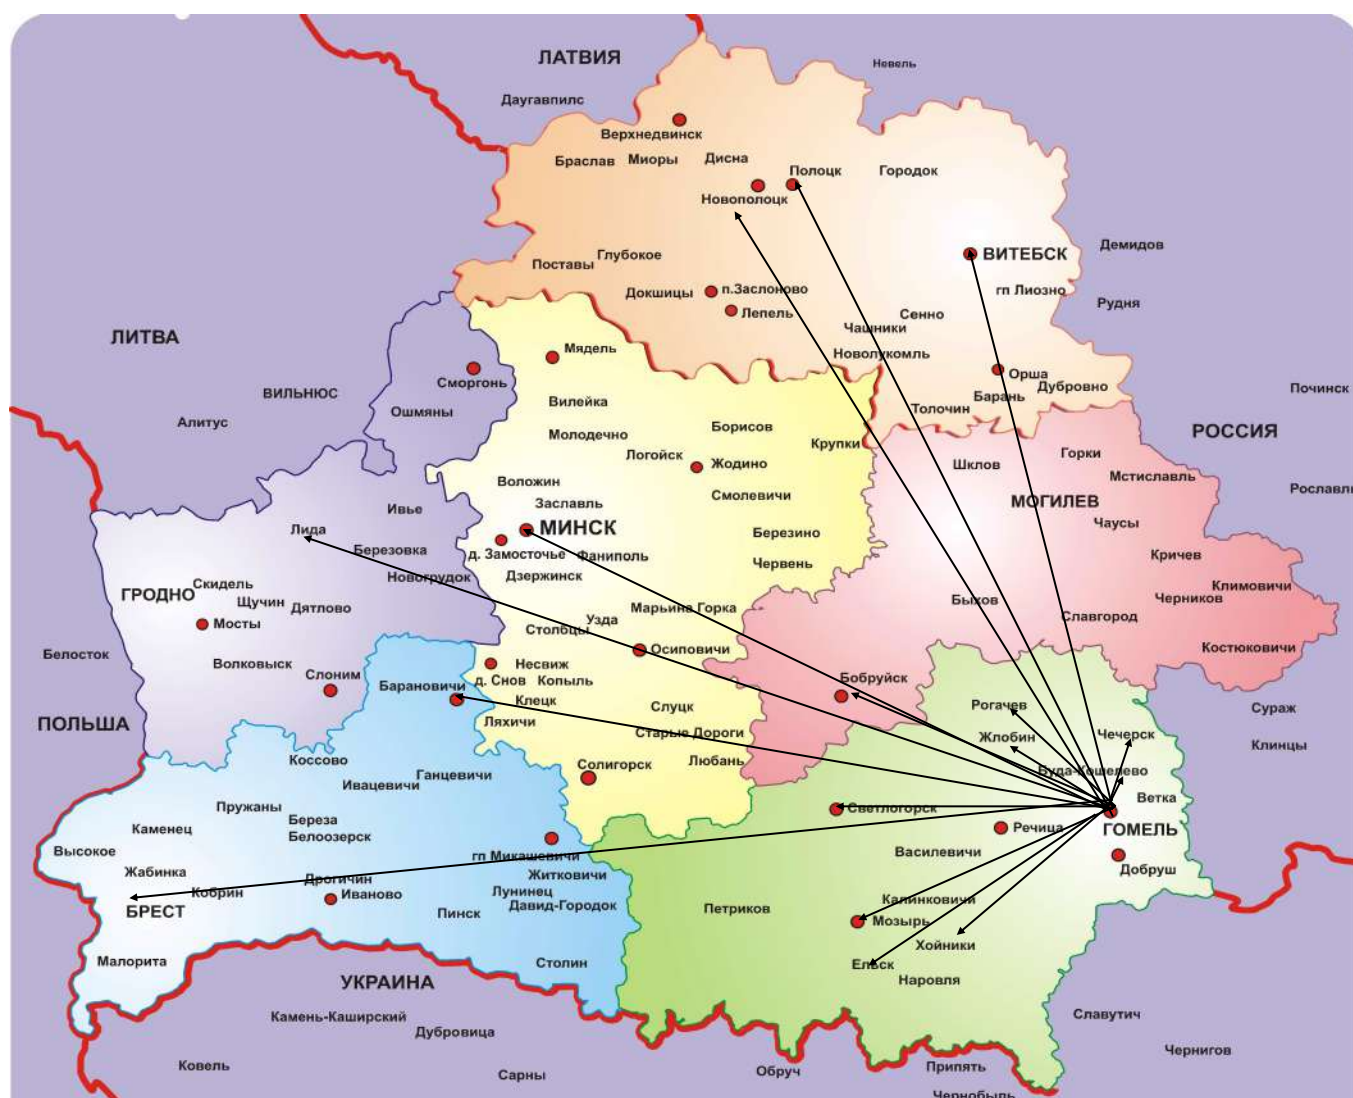 ЛАТВИЯ
Невель
Даугавпилс
Верхнедвинск
Браслав
Миоры
Дисна
Полоцк
Городок
Новополоцк
ВИТЕБСК
Демидов
Поставы
Глубокое
Докшицы
п.Заслоново
гп Лиозно
Рудня
Лепель
Сенно
Чашники
ЛИТВА
Мядель
Новолукомль
Сморгонь
Орша
Дубровно
Барань
Толочин
ВИЛЬНЮС
Починск
Алитус
Ошмяны
Вилейка
Молодечно
Борисов
Крупки
РОССИЯ
Логойск
Жодино
Шклов
Горки
Мстиславль
Воложин
Смолевичи
МОГИЛЕВ
Рославль
Заславль
Ивье
Лида
МИНСК
Березино
Чаусы
Березовка
д. Замосточье
Фаниполь
Червень
Кричев
Новогрудок
Дзержинск
ГРОДНО
Скидель
Щучин
Дятлово
Марьина Горка
Быхов
Климовичи
Черников
Славгород
Мосты
Узда
Столбцы
Осиповичи
Костюковичи
Белосток
Волковыск
Слоним
Барановичи
Несвиж
д. Снов
Копыль
Клецк
Бобруйск
Рогачев
Сураж
ПОЛЬША
Ляхичи
Слуцк
Старые Дороги
Жлобин
Чечерск
Клинцы
Коссово
Ивацевичи
Ганцевичи
Солигорск
Любань
Буда-Кошелево
Ветка
Пружаны
Береза
Белоозерск
Каменец
Светлогорск
Речица
ГОМЕЛЬ
Высокое
гп Микашевичи
Василевичи
Добруш
Жабинка
Дрогичин
Житковичи
Кобрин
Иваново
Лунинец
Давид-Городок
БРЕСТ
Пинск
Петриков
Калинковичи
Мозырь
Хойники
Малорита
Столин
Ельск
Наровля
УКРАИНА
Камень-Каширский
Дубровица
Славутич
Чернигов
Ковель
Сарны
Обруч
Припять
Чернобыль